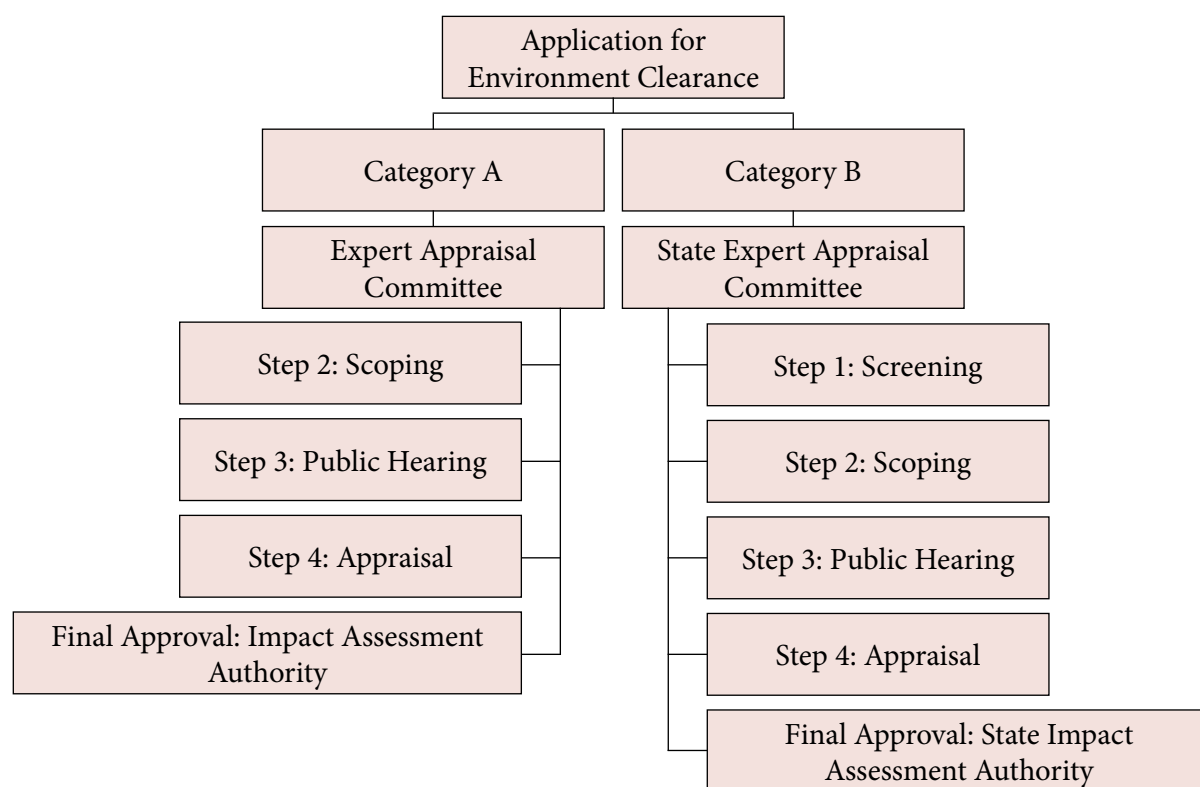 Application for
Environment Clearance
Category A
Category B
Expert Appraisal
Committee
State Expert Appraisal
Committee
Step 2: Scoping
Step 3: Public Hearing
Step 4: Appraisal
Final Approval: Impact Assessment
Authority
Step 1: Screening
Step 2: Scoping
Step 3: Public Hearing
Step 4: Appraisal
Final Approval: State Impact
Assessment Authority